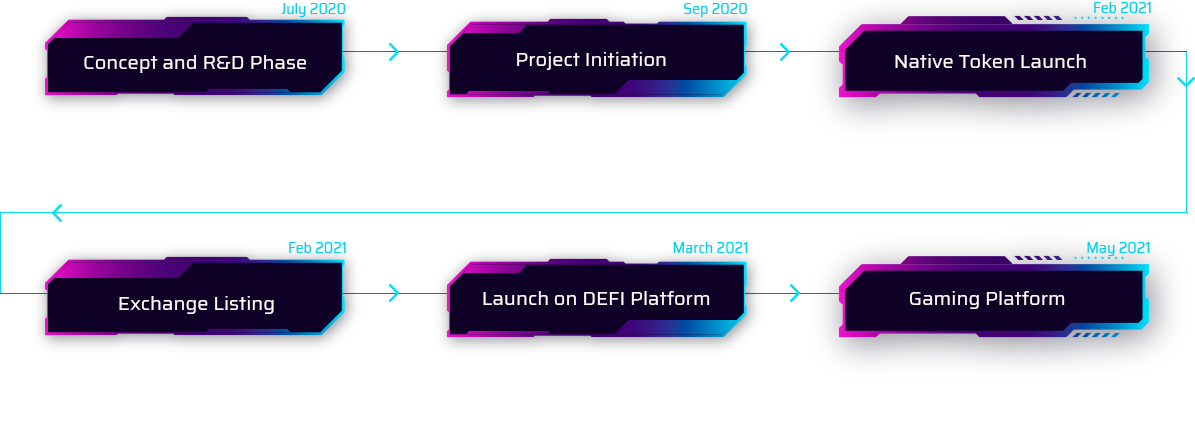 July 2020
Concept and R&D Phase
Sep 2020
Project Initiation
Feb 2021
Native Token Launch
Feb 2021
Exchange Listing
March 2021
Launch on DEFI Platform
May 2021
Gaming Platform